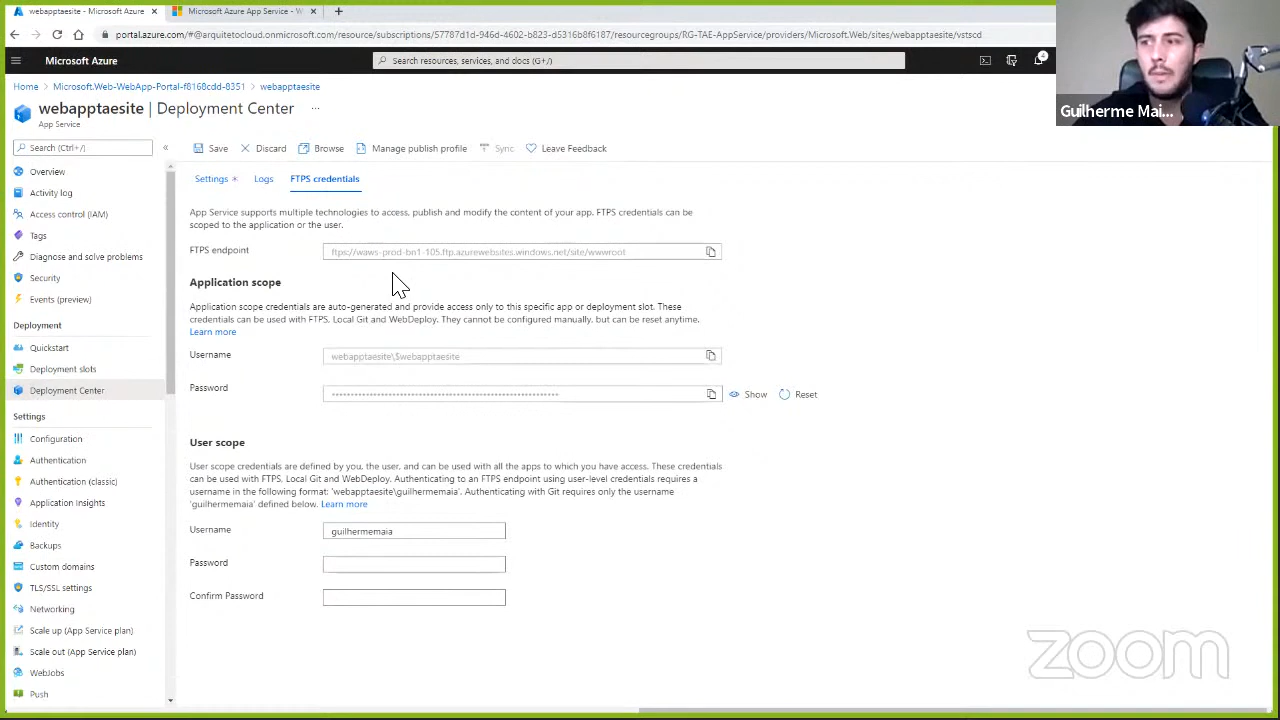 webapptaesite - Microsoft Azure
Microsoft Azure App Service - W
portal.azure.com/#@arquitetocloud.onmicrosoft.com/resource/subscriptions/57787d1d-946d-4602-b823-d5316b8f6187/resourcegroups/RG-TAE-AppService/providers/Microsoft.Web/sites/webapptaesite/vstscd
Microsoft Azure
Search resources, services, and docs (G+/)
4
Guilherme Mai...
Home > Microsoft.Web-WebApp-Portal-f8168cdd-8351 > webapptaesite
webapptaesite | Deployment Center ...
App Service
Search (Ctrl+/)
Overview
Activity log
Access control (IAM)
Tags
Diagnose and solve problems
Security
Events (preview)
Deployment
Quickstart
Deployment slots
Deployment Center
Settings
Configuration
Authentication
Authentication (classic)
Application Insights
Identity
Backups
Custom domains
TLS/SSL settings
Networking
Scale up (App Service plan)
Scale out (App Service plan)
WebJobs
Push
Save Discard Browse Manage publish profile Sync Leave Feedback
Settings * Logs FTPS credentials
App Service supports multiple technologies to access, publish and modify the content of your app. FTPS credentials can be
scoped to the application or the user.
FTPS endpoint ftps://waws-prod-bn1-105.ftp.azurewebsites.windows.net/site/wwwroot
Application scope
Application scope credentials are auto-generated and provide access only to this specific app or deployment slot. These
credentials can be used with FTPS, Local Git and WebDeploy. They cannot be configured manually, but can be reset anytime.
Learn more
Username webapptaesite\$webapptaesite
Password Show Reset
User scope
User scope credentials are defined by you, the user, and can be used with all the apps to which you have access. These credentials
can be used with FTPS, Local Git and WebDeploy. Authenticating to an FTPS endpoint using user-level credentials requires a
username in the following format: 'webapptaesite\guilhermemaia'. Authenticating with Git requires only the username
'guilhermemaia' defined below. Learn more
Username guilhermemaia
Password
Confirm Password
zoom